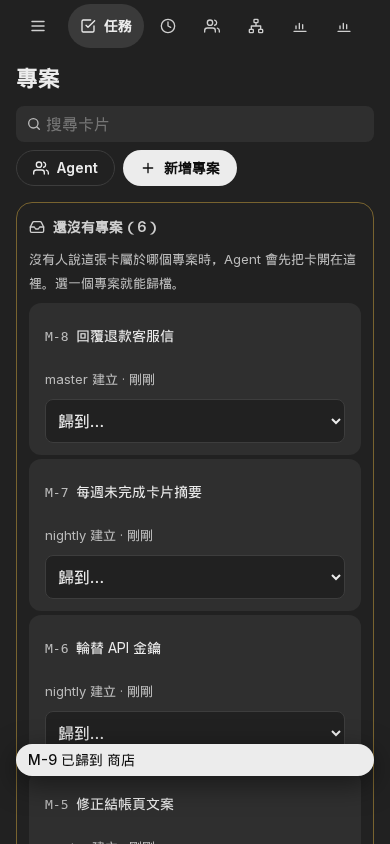 任務
專案
搜尋卡片
Agent
新增專案
還沒有專案 ( 6 )
沒有人說這張卡屬於哪個專案時，Agent 會先把卡開在這
裡。選一個專案就能歸檔。
M-8 回覆退款客服信
master 建立 · 剛剛
歸到...
M-7 每週未完成卡片摘要
nightly 建立 · 剛剛
歸到...
M-6 輪替 API 金鑰
nightly 建立 · 剛剛
歸到...
M-9 已歸到 商店
M-5 修正結帳頁文案